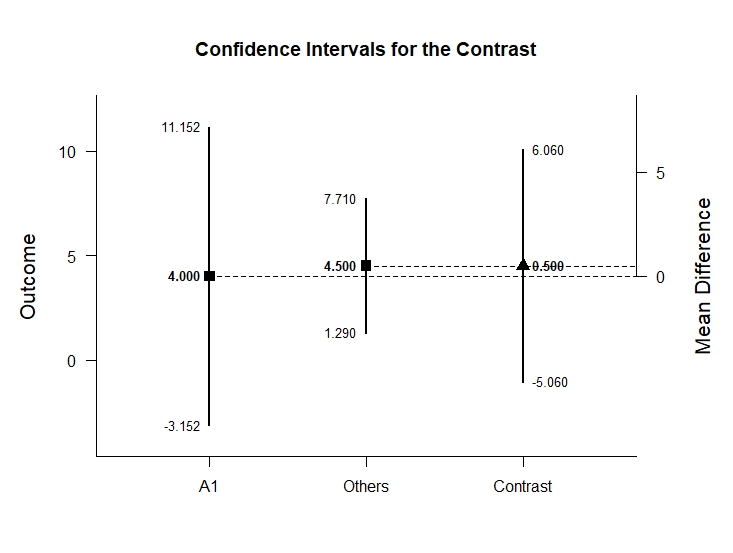 Confidence Intervals for the Contrast
11.152
6.060
10
5
7.710
Outcome
Mean Difference
5
4.500
0.500
4.000
0
1.290
0
-5.060
-3.152
A1
Others
Contrast